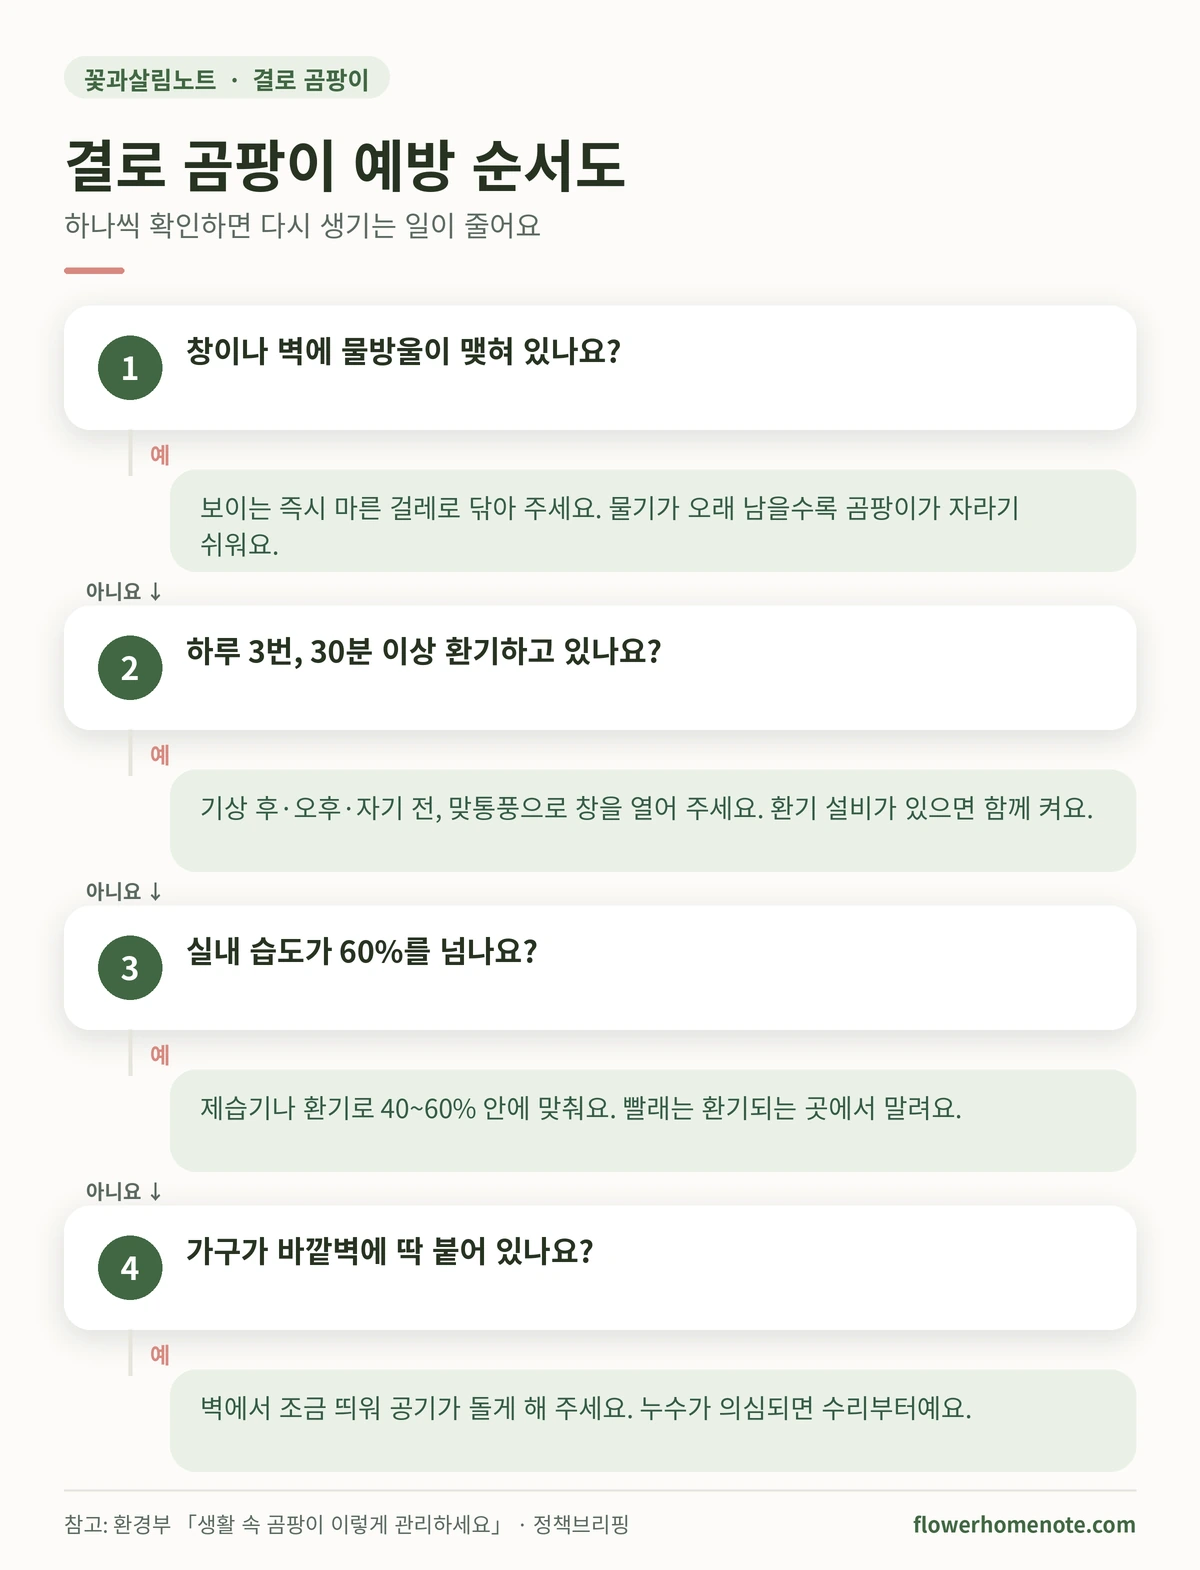 꽃과살림노트 · 결로 곰팡이
결로 곰팡이 예방 순서도
하나씩 확인하면 다시 생기는 일이 줄어요
1 창이나 벽에 물방울이 맺혀 있나요?
예
보이는 즉시 마른 걸레로 닦아 주세요. 물기가 오래 남을수록 곰팡이가 자라기
쉬워요.
아니요 ↓
2 하루 3번, 30분 이상 환기하고 있나요?
예
기상 후·오후·자기 전, 맞통풍으로 창을 열어 주세요. 환기 설비가 있으면 함께 켜요.
아니요 ↓
3 실내 습도가 60%를 넘나요?
예
제습기나 환기로 40~60% 안에 맞춰요. 빨래는 환기되는 곳에서 말려요.
아니요 ↓
4 가구가 바깥벽에 딱 붙어 있나요?
예
벽에서 조금 띄워 공기가 돌게 해 주세요. 누수가 의심되면 수리부터예요.
참고: 환경부 「생활 속 곰팡이 이렇게 관리하세요」 · 정책브리핑
flowerhomenote.com